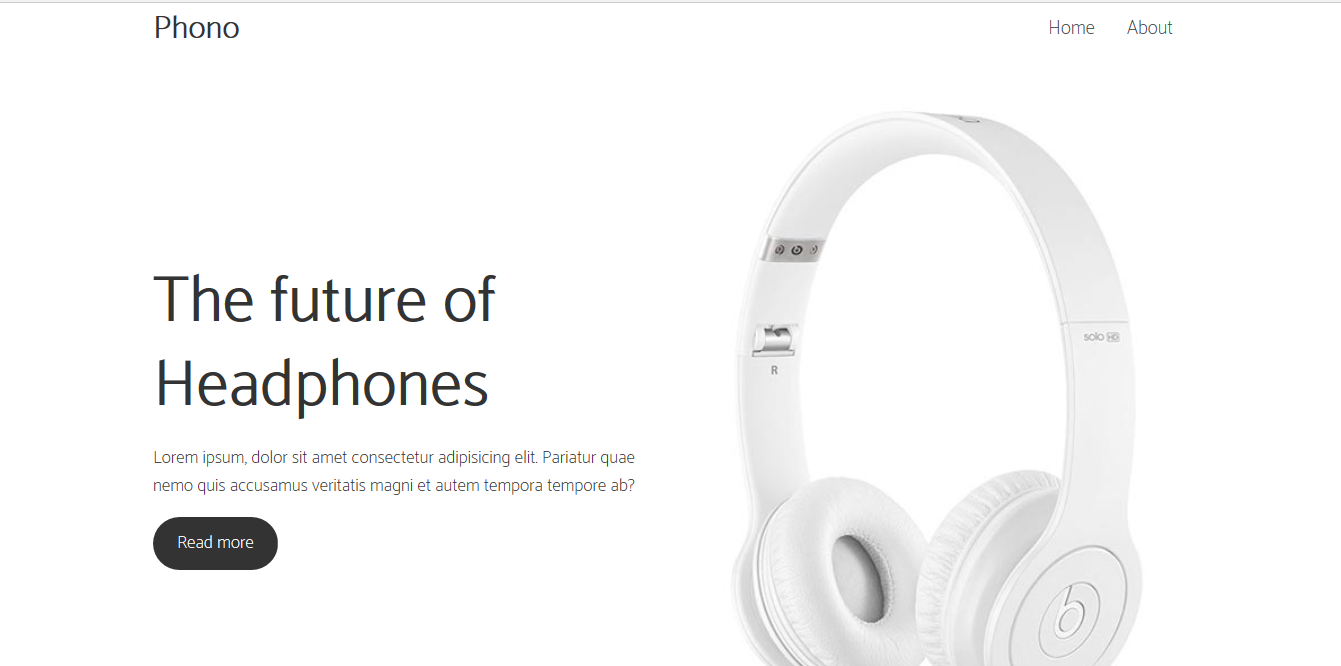 Phono
Home About
The future of
Headphones
Lorem ipsum, dolor sit amet consectetur adipisicing elit. Pariatur quae
nemo quis accusamus veritatis magni et autem tempora tempore ab?
Read more
solo HD
R
b